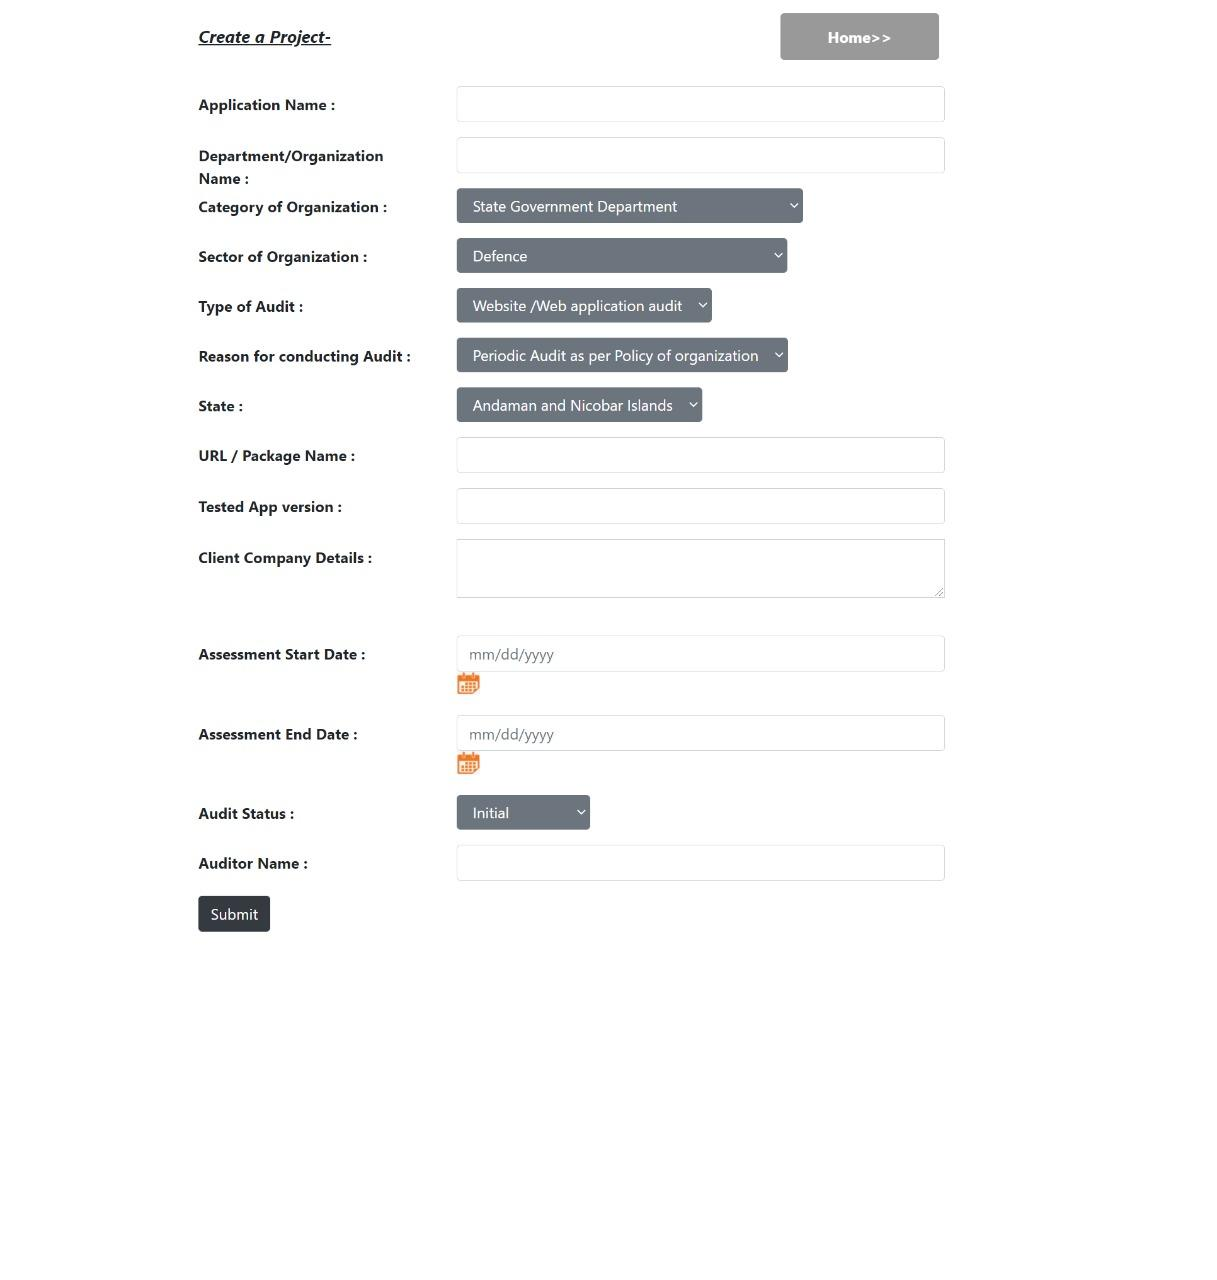 Create a Project-
Home>>
Application Name :
Department/Organization
Name :
Category of Organization :
State Government Department
Sector of Organization :
Defence
Type of Audit :
Website /Web application audit
Reason for conducting Audit :
Periodic Audit as per Policy of organization
State :
Andaman and Nicobar Islands
URL / Package Name :
Tested App version :
Client Company Details :
Assessment Start Date :
mm/dd/yyyy
Assessment End Date :
mm/dd/yyyy
Audit Status :
Initial
Auditor Name :
Submit